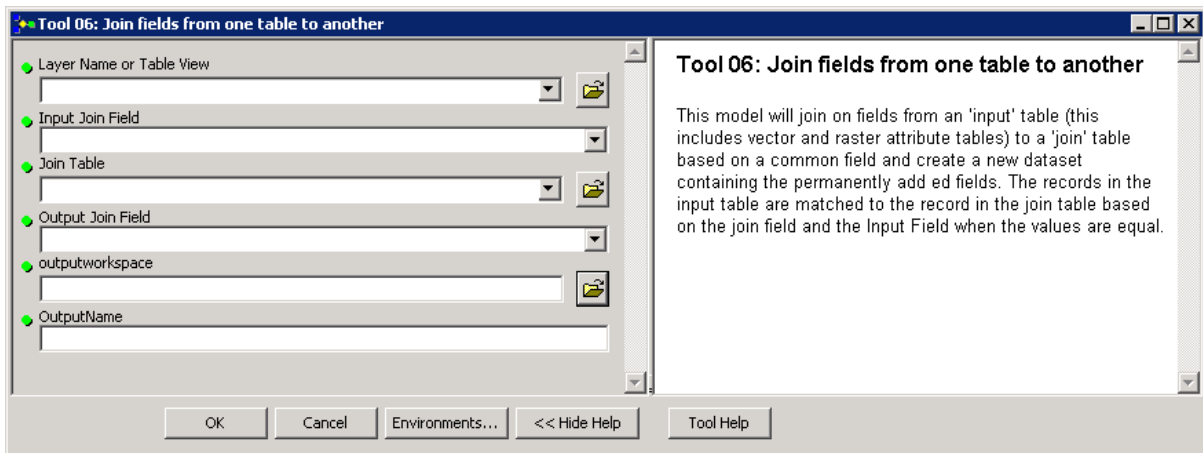 Tool 06: Join fields from one table to another
Layer Name or Table View
Input Join Field
Join Table
Output Join Field
outputworkspace
OutputName
Tool 06: Join fields from one table to another
This model will join on fields from an 'input' table (this
includes vector and raster attribute tables) to a 'join' table
based on a common field and create a new dataset
containing the permanently add ed fields. The records in the
input table are matched to the record in the join table based
on the join field and the Input Field when the values are equal.
OK
Cancel
Environments...
<< Hide Help
Tool Help